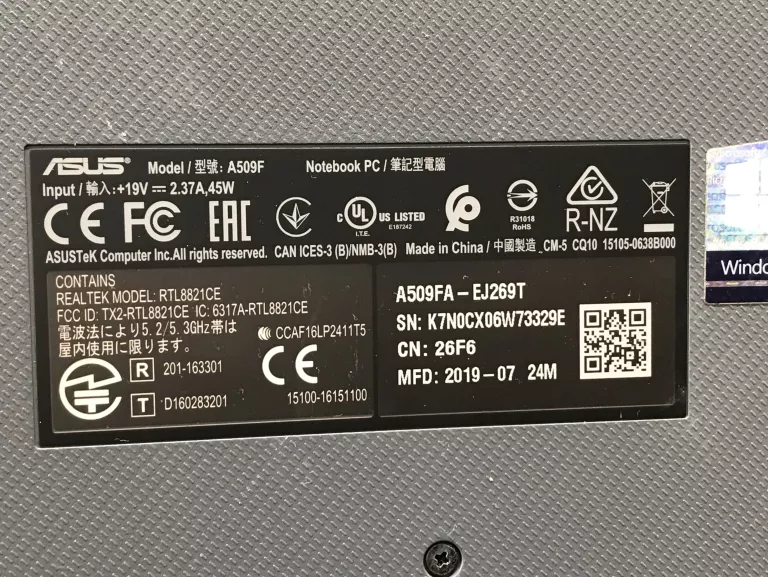 ASUS Model / 型號: A509F Notebook PC / 筆記型電腦
Input / 輸入:+19V ⎓ 2.37A,45W
CE FC EAC c UL US LISTED R31018 RoHS R-NZ
I.T.E. E187242
ASUSTeK Computer Inc.All rights reserved. CAN ICES-3 (B)/NMB-3(B) Made in China / 中國製造 _CM-5 CQ10 15105-0638B000
CONTAINS
REALTEK MODEL: RTL8821CE
FCC ID: TX2-RTL8821CE IC: 6317A-RTL8821CE
電波法により5.2/5.3GHz帯は
屋内使用に限ります。
CCAF16LP2411T5
CE
R 201-163301
T D160283201
15100-16151100
A509FA-EJ269T
SN: K7N0CX06W73329E
CN: 26F6
MFD: 2019-07 24M
Windo